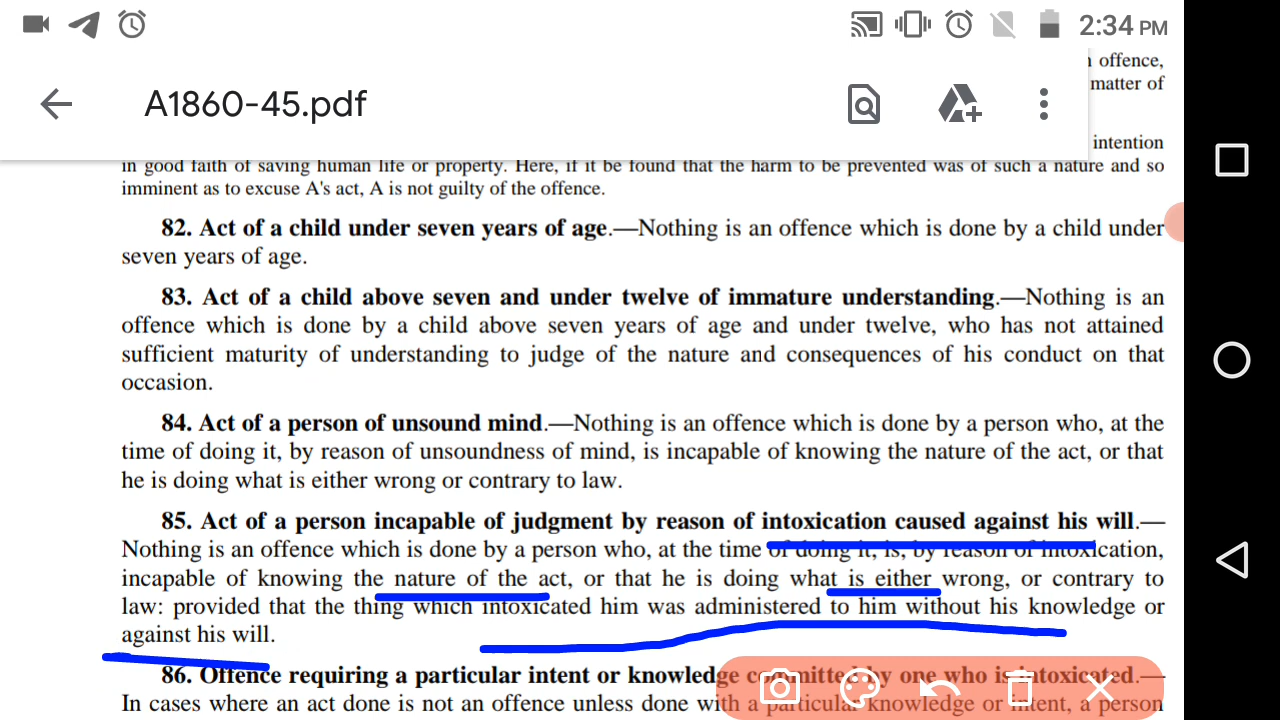 2:34 PM
n offence,
A1860-45.pdf
matter of
intention
in good faith of saving human life or property. Here, if it be found that the harm to be prevented was of such a nature and so
imminent as to excuse A's act, A is not guilty of the offence.
82. Act of a child under seven years of age.—Nothing is an offence which is done by a child under
seven years of age.
83. Act of a child above seven and under twelve of immature understanding.—Nothing is an
offence which is done by a child above seven years of age and under twelve, who has not attained
sufficient maturity of understanding to judge of the nature and consequences of his conduct on that
occasion.
84. Act of a person of unsound mind.—Nothing is an offence which is done by a person who, at the
time of doing it, by reason of unsoundness of mind, is incapable of knowing the nature of the act, or that
he is doing what is either wrong or contrary to law.
85. Act of a person incapable of judgment by reason of intoxication caused against his will.—
Nothing is an offence which is done by a person who, at the time of doing it, is, by reason of intoxication,
incapable of knowing the nature of the act, or that he is doing what is either wrong, or contrary to
law: provided that the thing which intoxicated him was administered to him without his knowledge or
against his will.
86. Offence requiring a particular intent or knowledge committed by one who is intoxicated.—
In cases where an act done is not an offence unless done with a particular knowledge or intent, a person